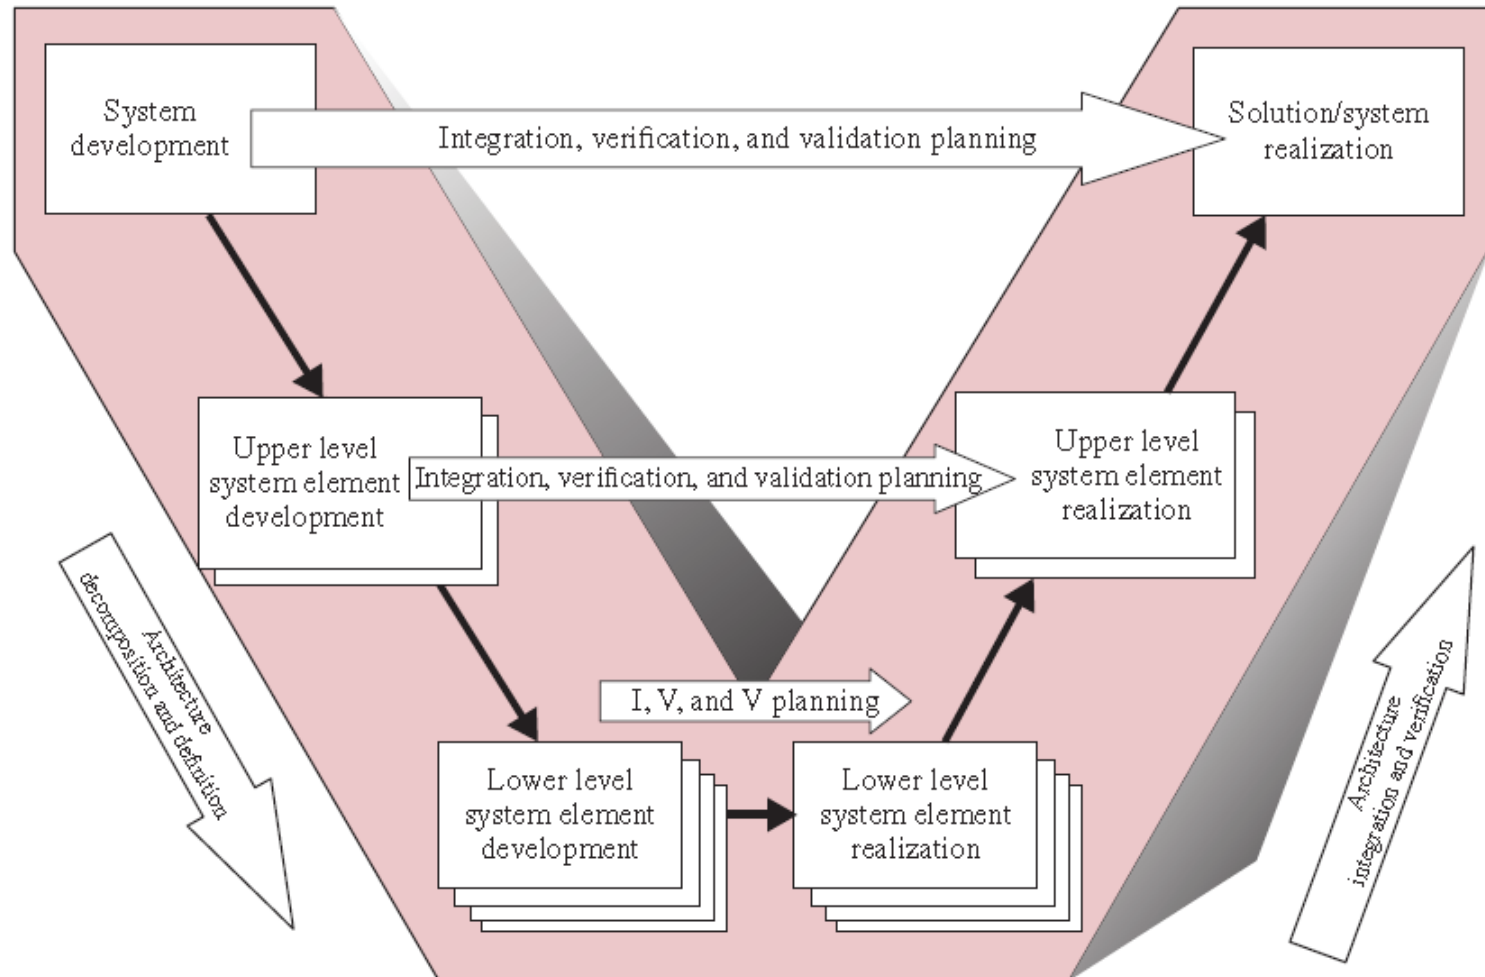 System
development
Integration, verification, and validation planning
Solution/system
realization
Upper level
system element
development
Integration, verification, and validation planning
Upper level
system element
realization
Architecture
decomposition and definition
I, V, and V planning
Architecture
integration and verification
Lower level
system element
development
Lower level
system element
realization